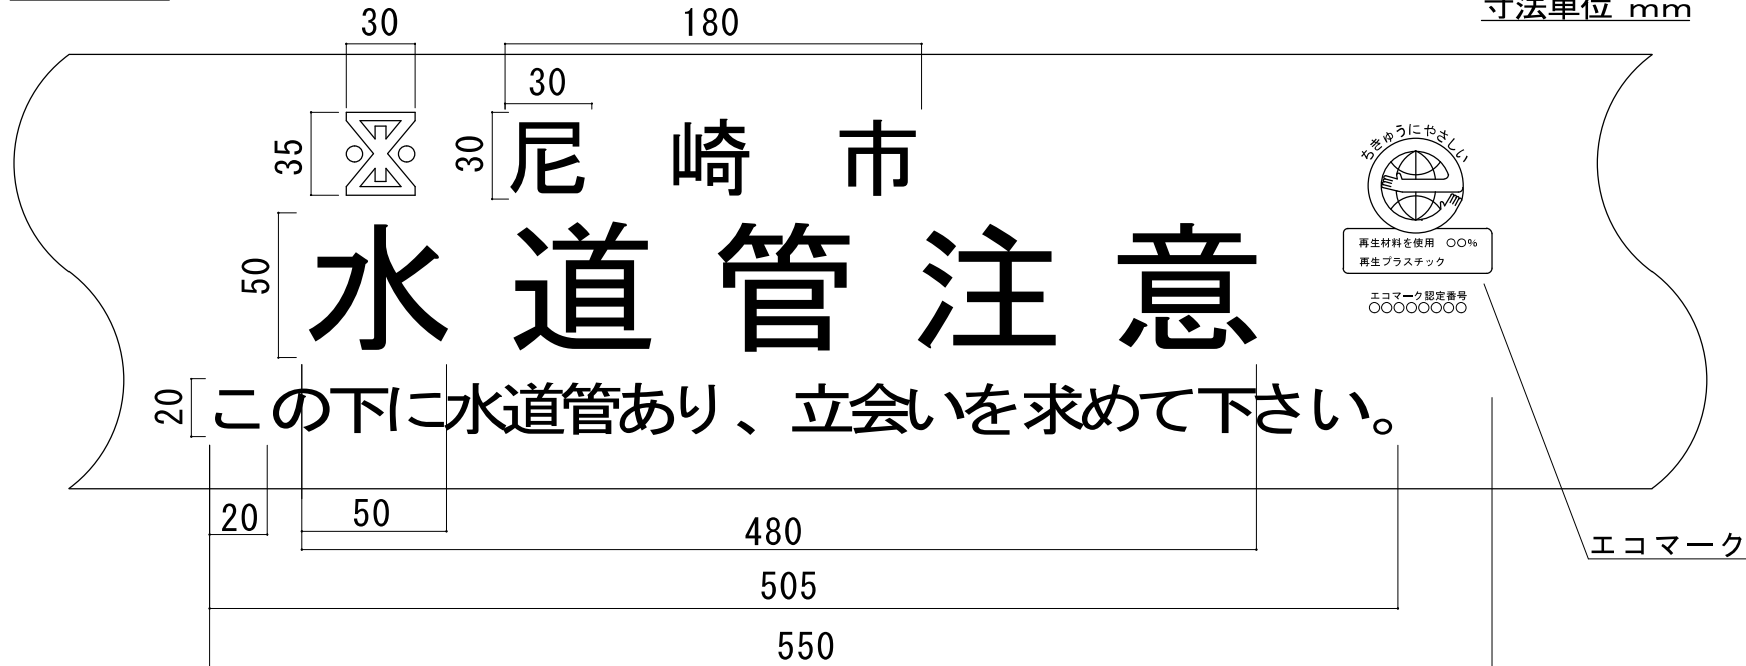 寸法単位 mm
30
180
30
35
30
尼崎市
ちきゅうにやさしい
50
水道管注意
再生材料を使用 ○○%
再生プラスチック
エコマーク認定番号
○○○○○○○○
20
この下に水道管あり、立会いを求めて下さい。
20
50
480
エコマーク
505
550